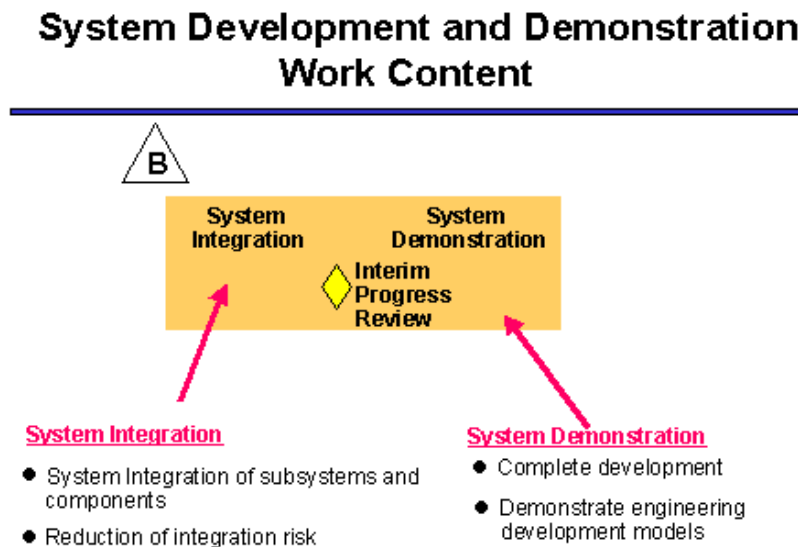 System Development and Demonstration
Work Content
B
System
Integration
System
Demonstration
Interim
Progress
Review
System Integration
● System Integration of subsystems and
components
● Reduction of integration risk
System Demonstration
● Complete development
● Demonstrate engineering
development models